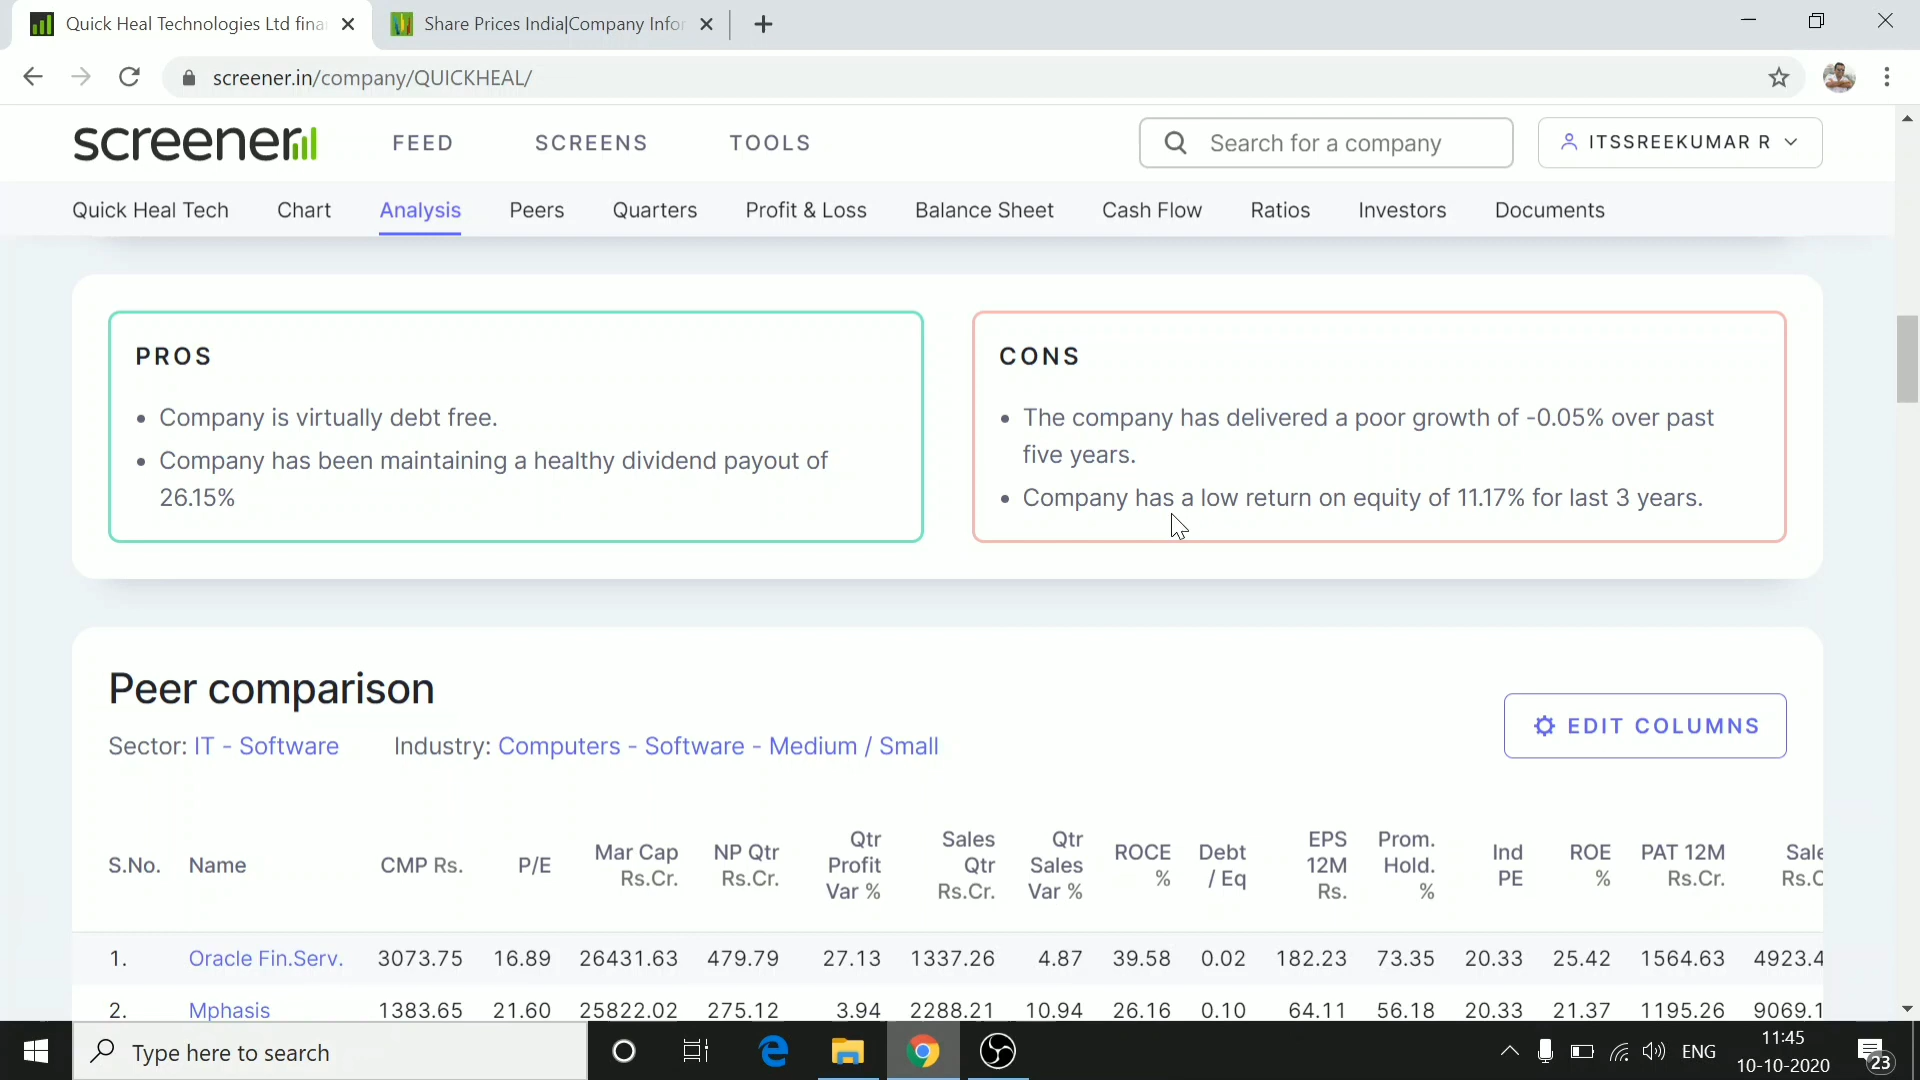 Quick Heal Technologies Ltd fina
Share Prices India|Company Infor
screener.in/company/QUICKHEAL/
screener
FEED SCREENS TOOLS
Search for a company
ITSSREEKUMAR R
Quick Heal Tech Chart Analysis Peers Quarters Profit & Loss Balance Sheet Cash Flow Ratios Investors Documents
PROS
• Company is virtually debt free.
• Company has been maintaining a healthy dividend payout of
26.15%
CONS
• The company has delivered a poor growth of -0.05% over past
five years.
• Company has a low return on equity of 11.17% for last 3 years.
Peer comparison
Sector: IT - Software Industry: Computers - Software - Medium / Small
EDIT COLUMNS
S.No. Name CMP Rs. P/E Mar Cap Rs.Cr. NP Qtr Rs.Cr. Qtr Profit Var % Sales Qtr Rs.Cr. Qtr Sales Var % ROCE % Debt / Eq EPS 12M Rs. Prom. Hold. % Ind PE ROE % PAT 12M Rs.Cr. Sale Rs.C
1. Oracle Fin.Serv. 3073.75 16.89 26431.63 479.79 27.13 1337.26 4.87 39.58 0.02 182.23 73.35 20.33 25.42 1564.63 4923.4
2. Mphasis 1383.65 21.60 25822.02 275.12 3.94 2288.21 10.94 26.16 0.10 64.11 56.18 20.33 21.37 1195.26 9069.1
Type here to search
ENG
11:45
10-10-2020
23